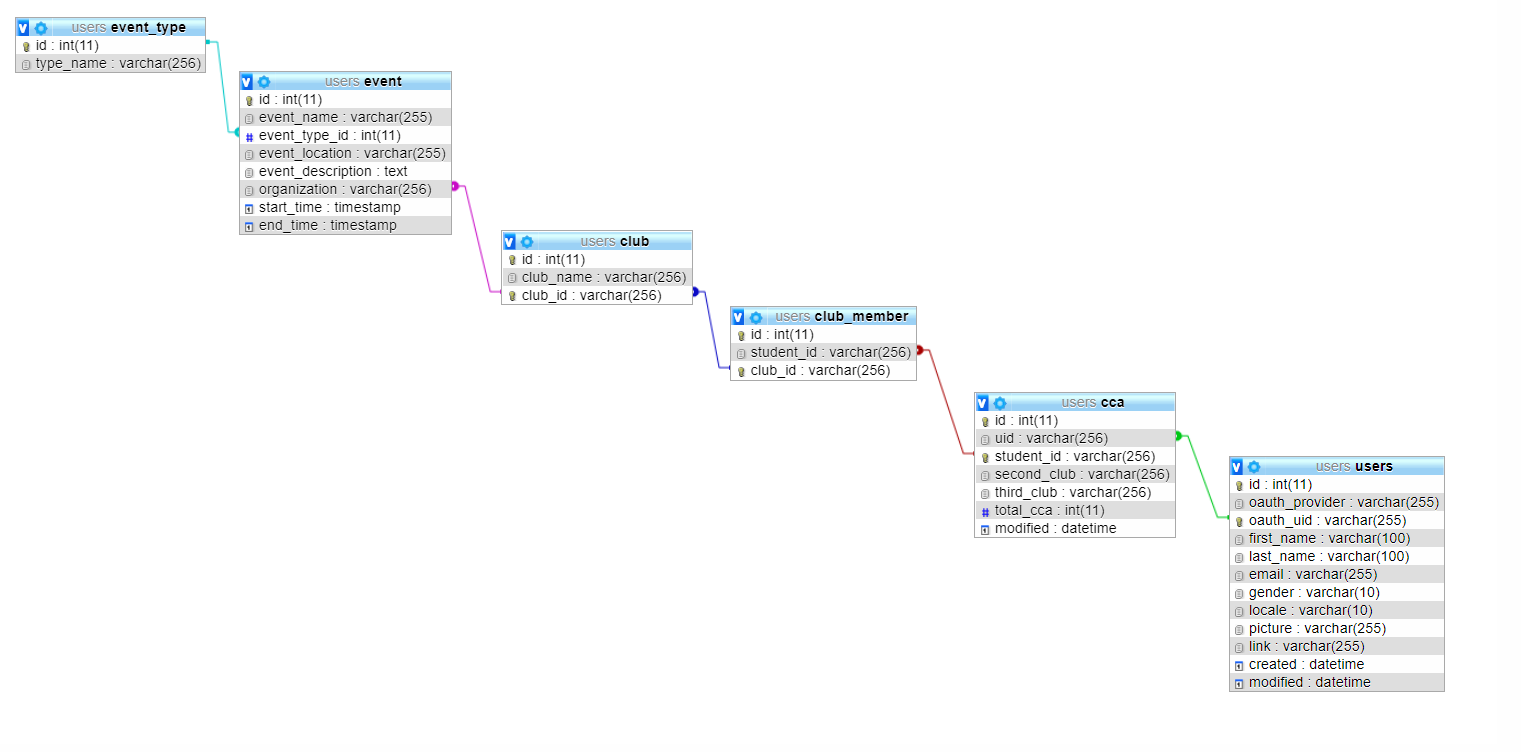 users event_type
id : int(11)
type_name : varchar(256)
users event
id : int(11)
event_name : varchar(255)
event_type_id : int(11)
event_location : varchar(255)
event_description : text
organization : varchar(256)
start_time : timestamp
end_time : timestamp
users club
id : int(11)
club_name : varchar(256)
club_id : varchar(256)
users club_member
id : int(11)
student_id : varchar(256)
club_id : varchar(256)
users cca
id : int(11)
uid : varchar(256)
student_id : varchar(256)
second_club : varchar(256)
third_club : varchar(256)
total_cca : int(11)
modified : datetime
users users
id : int(11)
oauth_provider : varchar(255)
oauth_uid : varchar(255)
first_name : varchar(100)
last_name : varchar(100)
email : varchar(255)
gender : varchar(10)
locale : varchar(10)
picture : varchar(255)
link : varchar(255)
created : datetime
modified : datetime